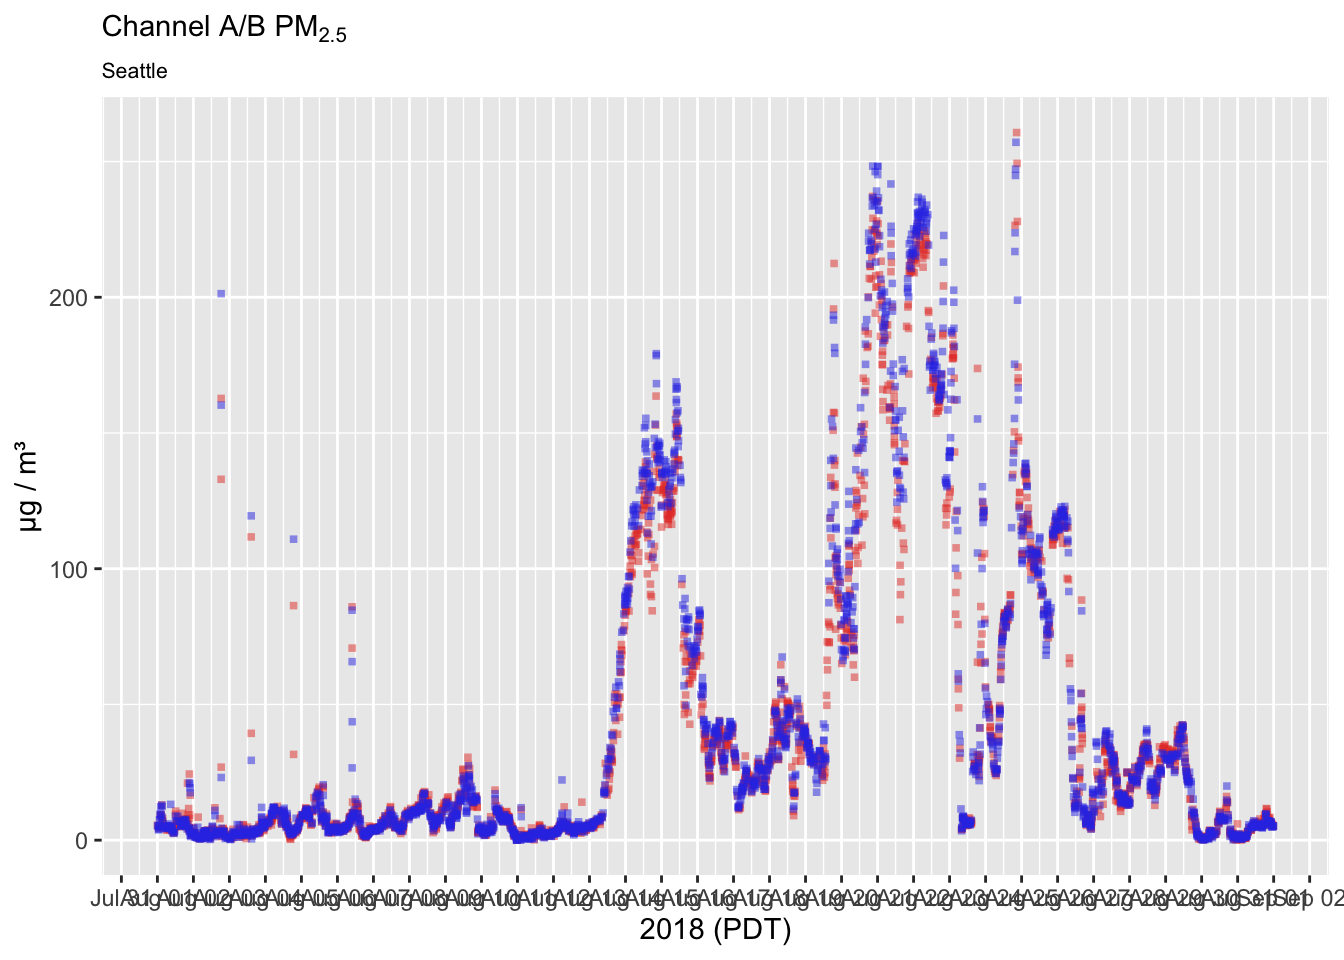 Channel A/B PM2.5
Seattle
200
100
0
µg / m³
Jul 31 Aug 01 Aug 02 Aug 03 Aug 04 Aug 05 Aug 06 Aug 07 Aug 08 Aug 09 Aug 10 Aug 11 Aug 12 Aug 13 Aug 14 Aug 15 Aug 16 Aug 17 Aug 18 Aug 19 Aug 20 Aug 21 Aug 22 Aug 23 Aug 24 Aug 25 Aug 26 Aug 27 Aug 28 Aug 29 Aug 30 Aug 31 Sep 01 Sep 02
2018 (PDT)